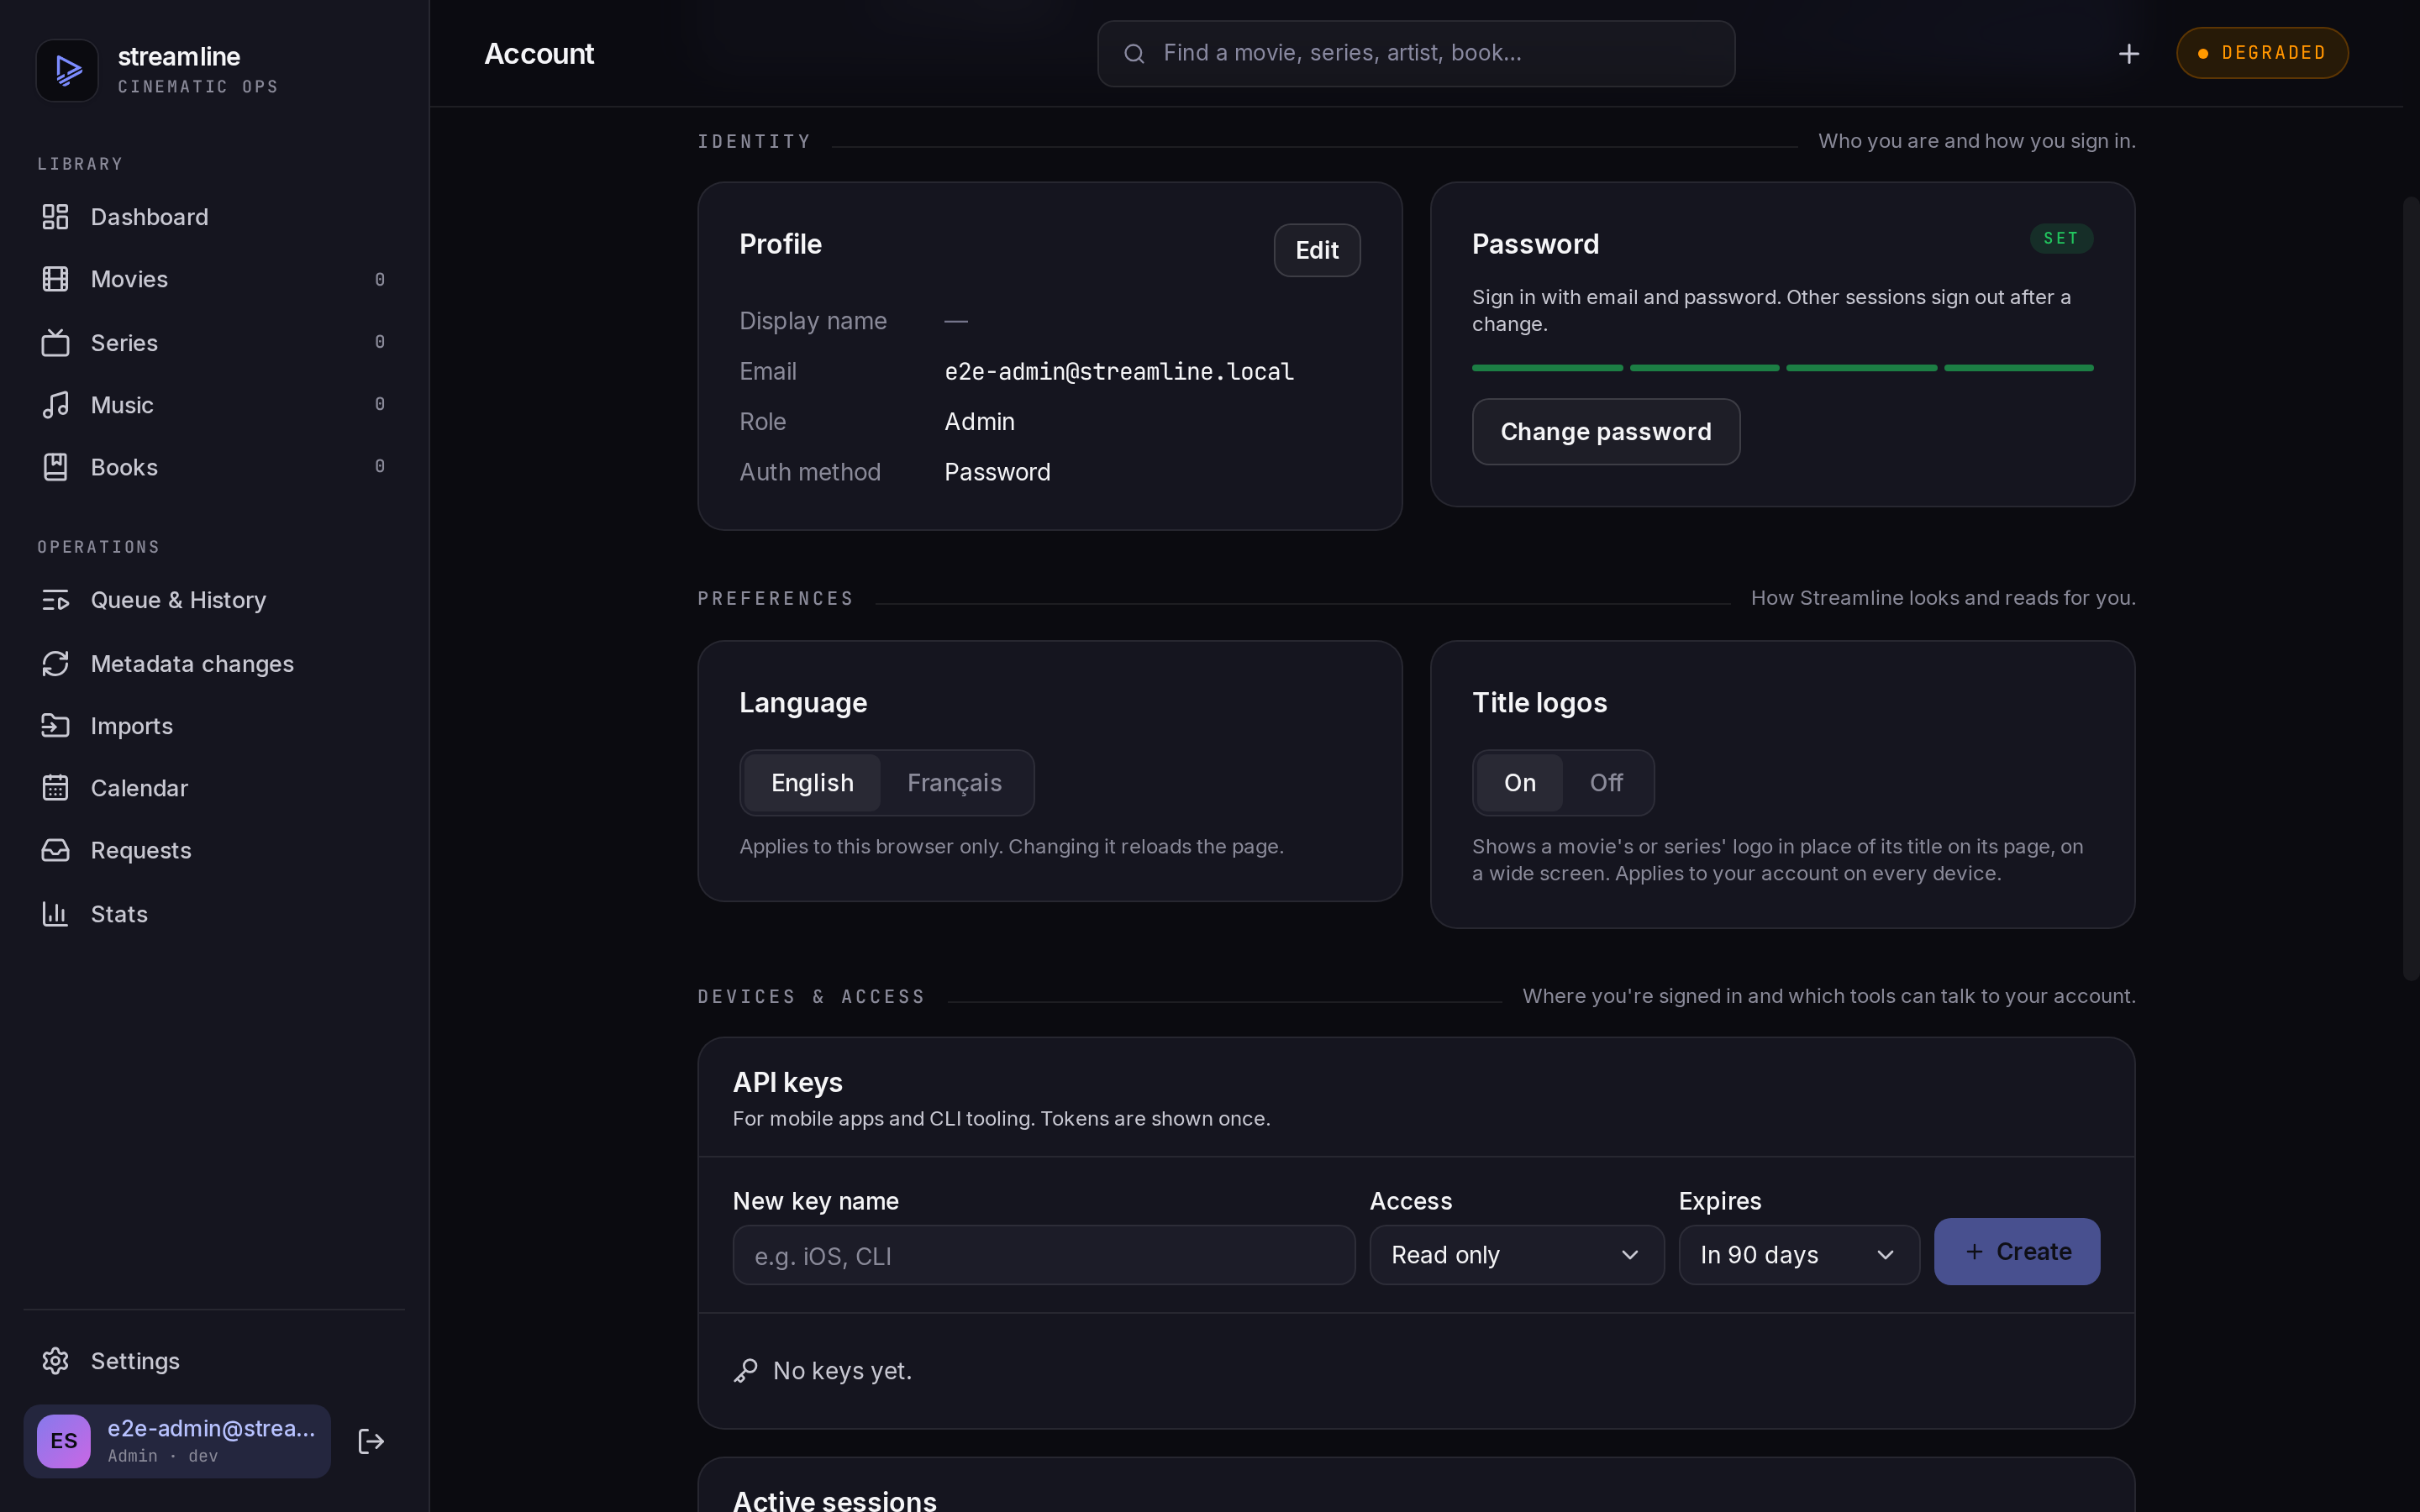 streamline
CINEMATIC OPS
LIBRARY
Dashboard
Movies 0
Series 0
Music 0
Books 0
OPERATIONS
Queue & History
Metadata changes
Imports
Calendar
Requests
Stats
Settings
ES
e2e-admin@strea...
Admin · dev
Account
Find a movie, series, artist, book...
DEGRADED
IDENTITY
Who you are and how you sign in.
Profile
Edit
Display name —
Email e2e-admin@streamline.local
Role Admin
Auth method Password
Password
SET
Sign in with email and password. Other sessions sign out after a
change.
Change password
PREFERENCES
How Streamline looks and reads for you.
Language
English Français
Applies to this browser only. Changing it reloads the page.
Title logos
On Off
Shows a movie's or series' logo in place of its title on its page, on
a wide screen. Applies to your account on every device.
DEVICES & ACCESS
Where you're signed in and which tools can talk to your account.
API keys
For mobile apps and CLI tooling. Tokens are shown once.
New key name Access Expires
e.g. iOS, CLI Read only In 90 days Create
No keys yet.
Active sessions